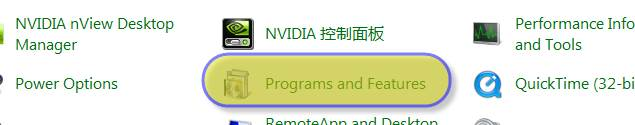 NVIDIA nView Desktop
Manager
NVIDIA 控制面板
Performance Info
and Tools
Power Options
Programs and Features
QuickTime (32-bi
RemoteApp and Desktop